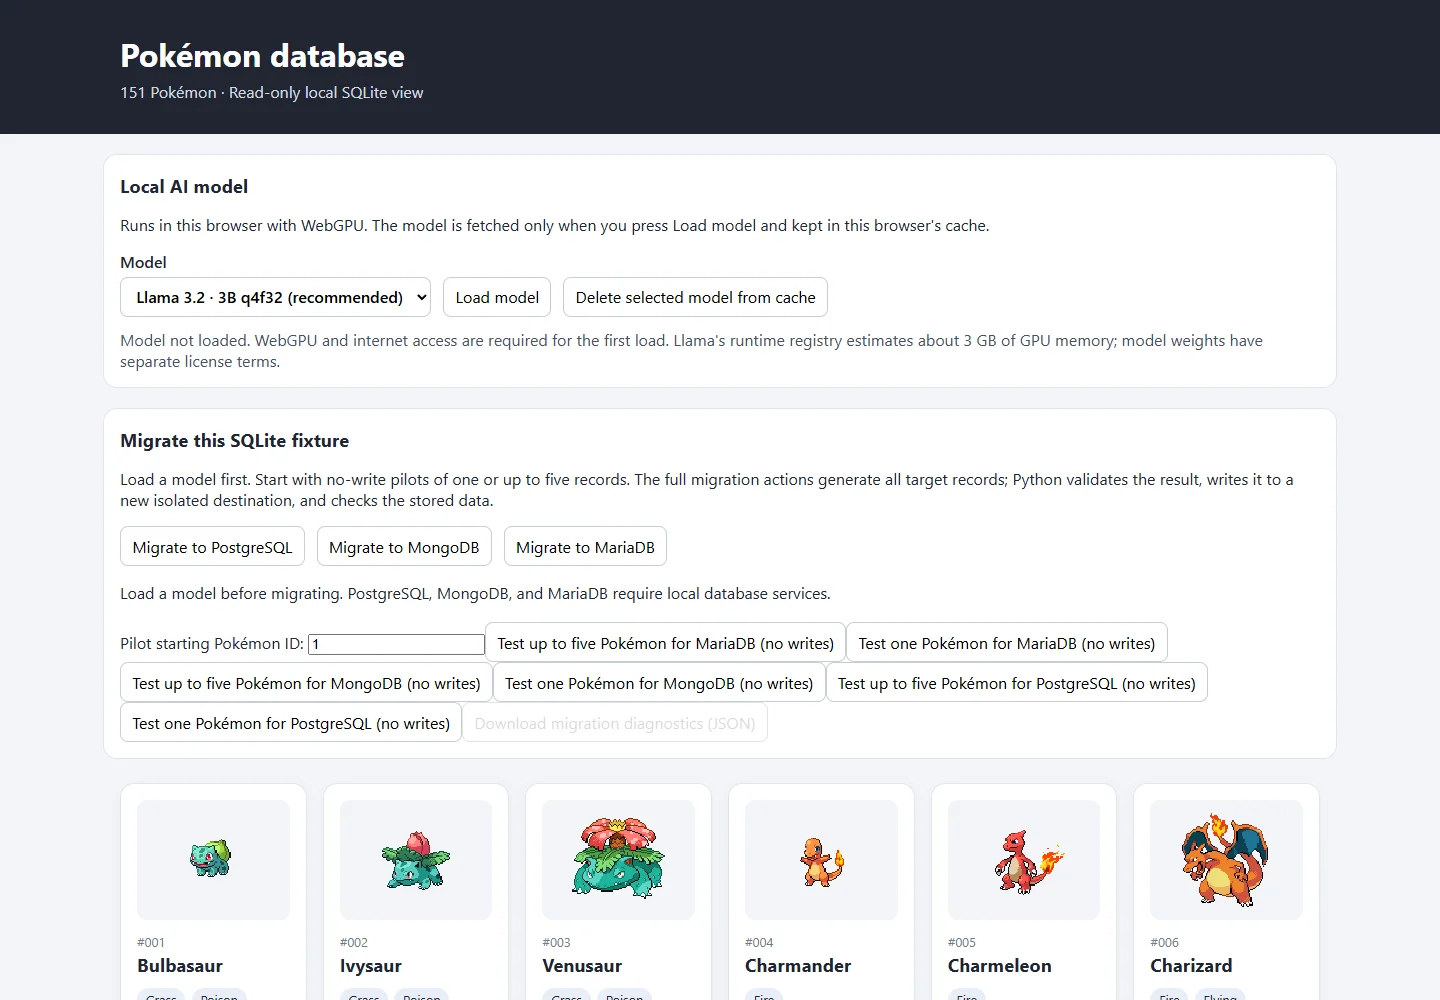 Pokémon database
151 Pokémon · Read-only local SQLite view
Local AI model
Runs in this browser with WebGPU. The model is fetched only when you press Load model and kept in this browser's cache.
Model
Llama 3.2 · 3B q4f32 (recommended)
Load model
Delete selected model from cache
Model not loaded. WebGPU and internet access are required for the first load. Llama's runtime registry estimates about 3 GB of GPU memory; model weights have
separate license terms.
Migrate this SQLite fixture
Load a model first. Start with no-write pilots of one or up to five records. The full migration actions generate all target records; Python validates the result, writes it to a
new isolated destination, and checks the stored data.
Migrate to PostgreSQL
Migrate to MongoDB
Migrate to MariaDB
Load a model before migrating. PostgreSQL, MongoDB, and MariaDB require local database services.
Pilot starting Pokémon ID: 1
Test up to five Pokémon for MariaDB (no writes)
Test one Pokémon for MariaDB (no writes)
Test up to five Pokémon for MongoDB (no writes)
Test one Pokémon for MongoDB (no writes)
Test up to five Pokémon for PostgreSQL (no writes)
Test one Pokémon for PostgreSQL (no writes)
Download migration diagnostics (JSON)
#001
Bulbasaur
Grass Poison
#002
Ivysaur
Grass Poison
#003
Venusaur
Grass Poison
#004
Charmander
Fire
#005
Charmeleon
Fire
#006
Charizard
Fire Flying